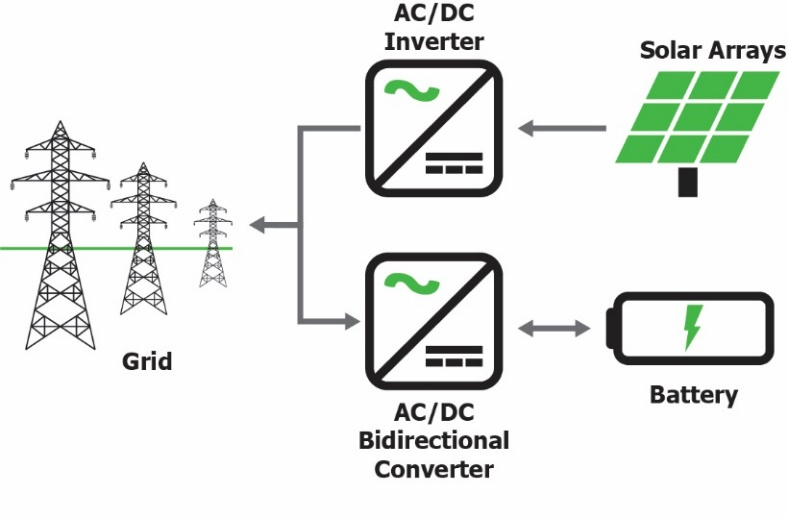 AC/DC
Inverter
Solar Arrays
Grid
AC/DC
Bidirectional
Converter
Battery